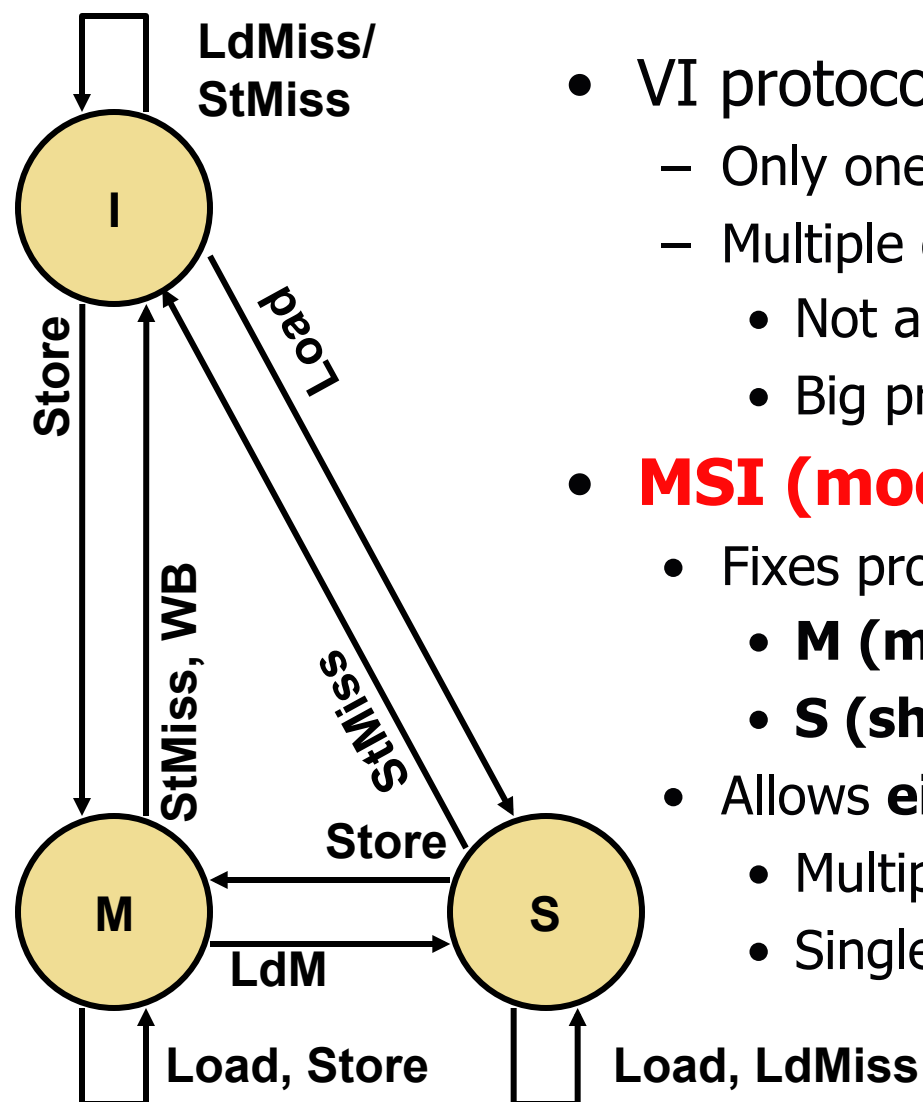 LdMiss/
StMiss
I
Load
Store
StMiss, WB
StMiss
Store
M
S
LdM
Load, Store
Load, LdMiss
• VI protoco
– Only one
– Multiple
• Not a
• Big pr
• MSI (mod
• Fixes pro
• M (m
• S (sh
• Allows ei
• Multip
• Single